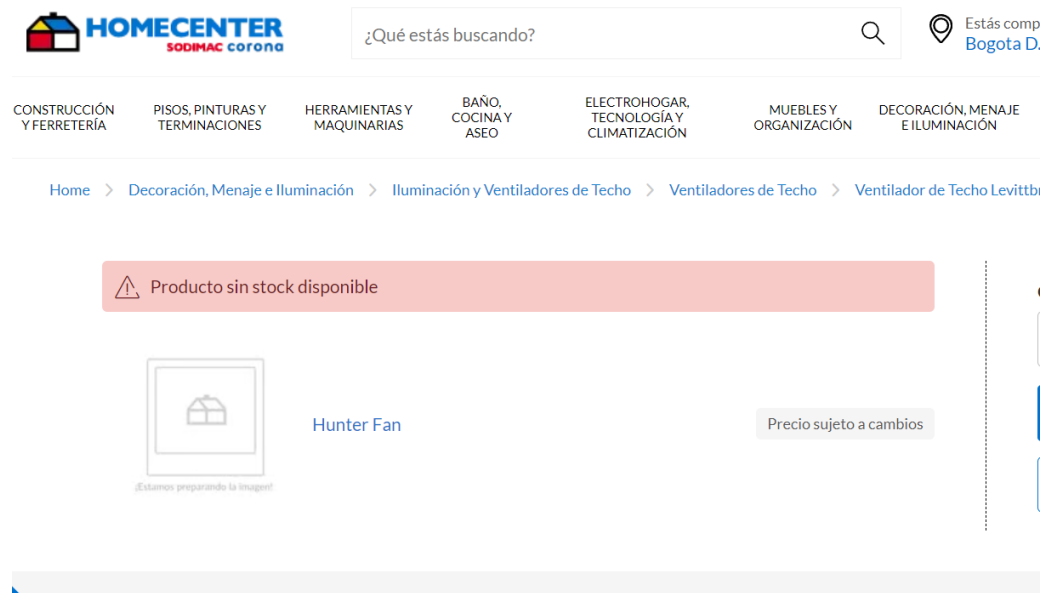 HOMECENTER
SODIMAC corona
¿Qué estás buscando?
Estás comp
Bogota D.
CONSTRUCCIÓN
Y FERRETERÍA
PISOS, PINTURAS Y
TERMINACIONES
HERRAMIENTAS Y
MAQUINARIAS
BAÑO,
COCINA Y
ASEO
ELECTROHOGAR,
TECNOLOGÍA Y
CLIMATIZACIÓN
MUEBLES Y
ORGANIZACIÓN
DECORACIÓN, MENAJE
E ILUMINACIÓN
Home > Decoración, Menaje e Iluminación > Iluminación y Ventiladores de Techo > Ventiladores de Techo > Ventilador de Techo Levittbr
Producto sin stock disponible
¡Estamos preparando la imagen!
Hunter Fan
Precio sujeto a cambios